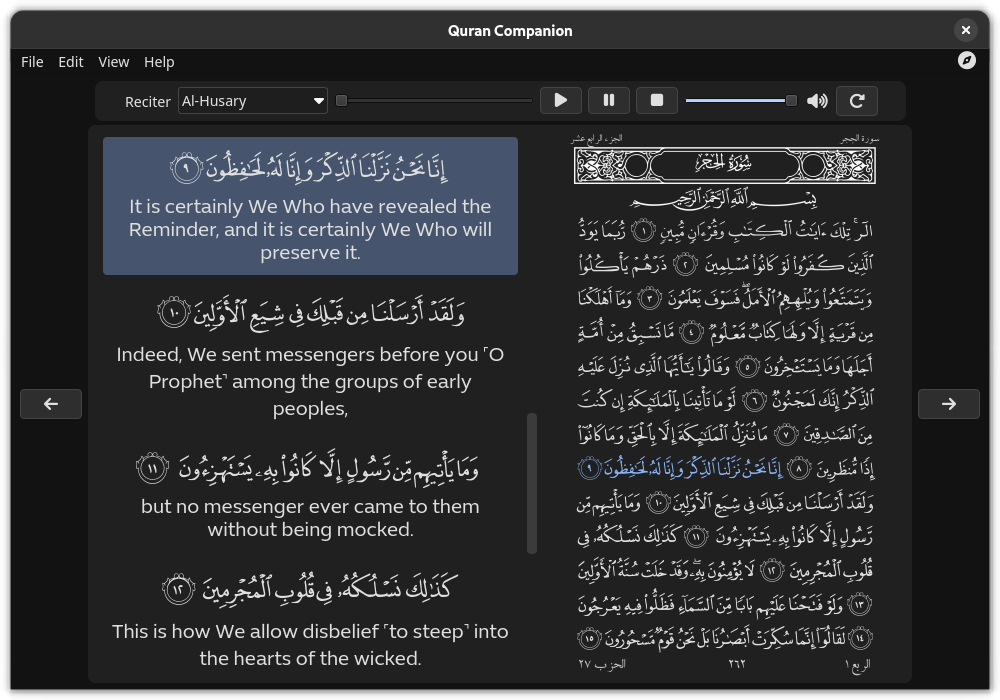 Quran Companion
File Edit View Help
Reciter Al-Husary
إِنَّا نَحْنُ نَزَّلْنَا ٱلذِّكْرَ وَإِنَّا لَهُۥ لَحَـٰفِظُونَ ٩
It is certainly We Who have revealed the
Reminder, and it is certainly We Who will
preserve it.
وَلَقَدْ أَرْسَلْنَا مِن قَبْلِكَ فِى شِيَعِ ٱلْأَوَّلِينَ ١٠
Indeed, We sent messengers before you ˹O
Prophet˺ among the groups of early
peoples,
وَمَا يَأْتِيهِم مِّن رَّسُولٍ إِلَّا كَانُوا۟ بِهِۦ يَسْتَهْزِءُونَ ١١
but no messenger ever came to them
without being mocked.
كَذَٰلِكَ نَسْلُكُهُۥ فِى قُلُوبِ ٱلْمُجْرِمِينَ ١٢
This is how We allow disbelief ˹to steep˺ into
the hearts of the wicked.
سورة الحجر الجزء الرابع عشر
سُورَةُ الحِجْرِ
بِسْمِ ٱللَّهِ ٱلرَّحْمَـٰنِ ٱلرَّحِيمِ
الٓر ۚ تِلْكَ ءَايَـٰتُ ٱلْكِتَـٰبِ وَقُرْءَانٍ مُّبِينٍ ١ رُّبَمَا يَوَدُّ
ٱلَّذِينَ كَفَرُوا۟ لَوْ كَانُوا۟ مُسْلِمِينَ ٢ ذَرْهُمْ يَأْكُلُوا۟
وَيَتَمَتَّعُوا۟ وَيُلْهِهِمُ ٱلْأَمَلُ ۖ فَسَوْفَ يَعْلَمُونَ ٣ وَمَآ أَهْلَكْنَا
مِن قَرْيَةٍ إِلَّا وَلَهَا كِتَابٌ مَّعْلُومٌ ٤ مَّا تَسْبِقُ مِنْ أُمَّةٍ
أَجَلَهَا وَمَا يَسْتَـْٔخِرُونَ ٥ وَقَالُوا۟ يَـٰٓأَيُّهَا ٱلَّذِى نُزِّلَ عَلَيْهِ
ٱلذِّكْرُ إِنَّكَ لَمَجْنُونٌ ٦ لَّوْ مَا تَأْتِينَا بِٱلْمَلَـٰٓئِكَةِ إِن كُنتَ
مِنَ ٱلصَّـٰدِقِينَ ٧ مَا نُنَزِّلُ ٱلْمَلَـٰٓئِكَةَ إِلَّا بِٱلْحَقِّ وَمَا كَانُوٓا۟
إِذًا مُّنظَرِينَ ٨ إِنَّا نَحْنُ نَزَّلْنَا ٱلذِّكْرَ وَإِنَّا لَهُۥ لَحَـٰفِظُونَ ٩
وَلَقَدْ أَرْسَلْنَا مِن قَبْلِكَ فِى شِيَعِ ٱلْأَوَّلِينَ ١٠ وَمَا يَأْتِيهِم مِّن
رَّسُولٍ إِلَّا كَانُوا۟ بِهِۦ يَسْتَهْزِءُونَ ١١ كَذَٰلِكَ نَسْلُكُهُۥ فِى
قُلُوبِ ٱلْمُجْرِمِينَ ١٢ لَا يُؤْمِنُونَ بِهِۦ ۖ وَقَدْ خَلَتْ سُنَّةُ ٱلْأَوَّلِينَ
١٣ وَلَوْ فَتَحْنَا عَلَيْهِم بَابًا مِّنَ ٱلسَّمَآءِ فَظَلُّوا۟ فِيهِ يَعْرُجُونَ
١٤ لَقَالُوٓا۟ إِنَّمَا سُكِّرَتْ أَبْصَـٰرُنَا بَلْ نَحْنُ قَوْمٌ مَّسْحُورُونَ ١٥
الربع ١ ٢٦٢ الحزب ٢٧